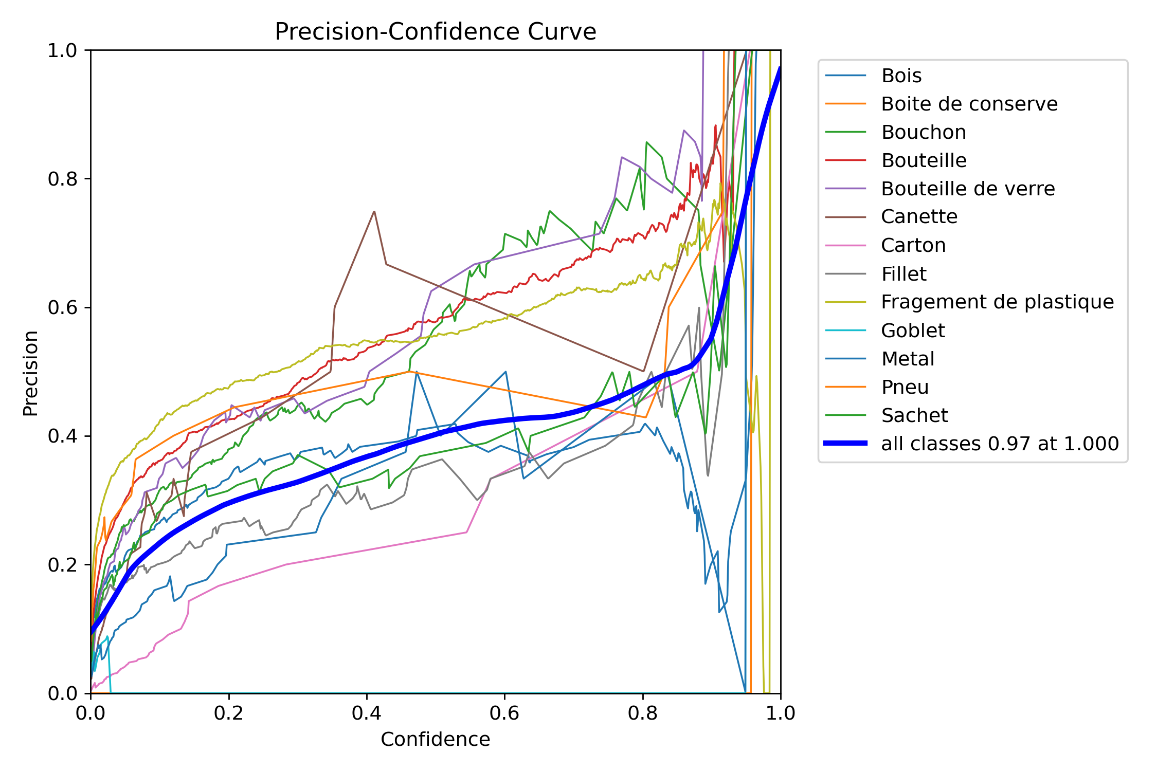 Precision-Confidence Curve
1.0
0.8
0.6
0.4
0.2
0.0
Precision
0.0 0.2 0.4 0.6 0.8 1.0
Confidence
Bois
Boite de conserve
Bouchon
Bouteille
Bouteille de verre
Canette
Carton
Fillet
Fragement de plastique
Goblet
Metal
Pneu
Sachet
all classes 0.97 at 1.000